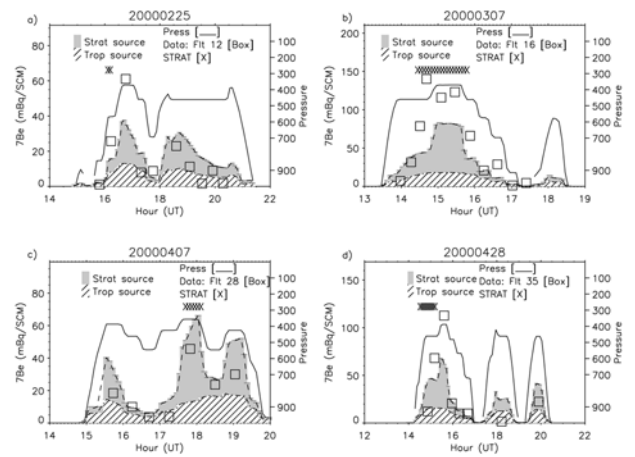 a)
20000225
Press [ ]
Data: Flt 12 [Box]
STRAT [X]
Strat source
Trop source
7Be (mBq/SCM)
80
60
40
20
0
100
200
300
400
500
600
700
900
Pressure
14
16
18
20
22
Hour (UT)
b)
20000307
Press [ ]
Data: Flt 16 [Box]
STRAT [X]
Strat source
Trop source
7Be (mBq/SCM)
200
150
100
50
0
100
200
300
400
500
600
700
900
Pressure
13
14
15
16
17
18
19
Hour (UT)
c)
20000407
Press [ ]
Data: Flt 28 [Box]
STRAT [X]
Strat source
Trop source
7Be (mBq/SCM)
80
60
40
20
0
100
200
300
400
500
600
700
900
Pressure
14
15
16
17
18
19
20
Hour (UT)
d)
20000428
Press [ ]
Data: Flt 35 [Box]
STRAT [X]
Strat source
Trop source
7Be (mBq/SCM)
150
100
50
0
100
200
300
400
500
600
700
900
Pressure
12
14
16
18
20
22
Hour (UT)